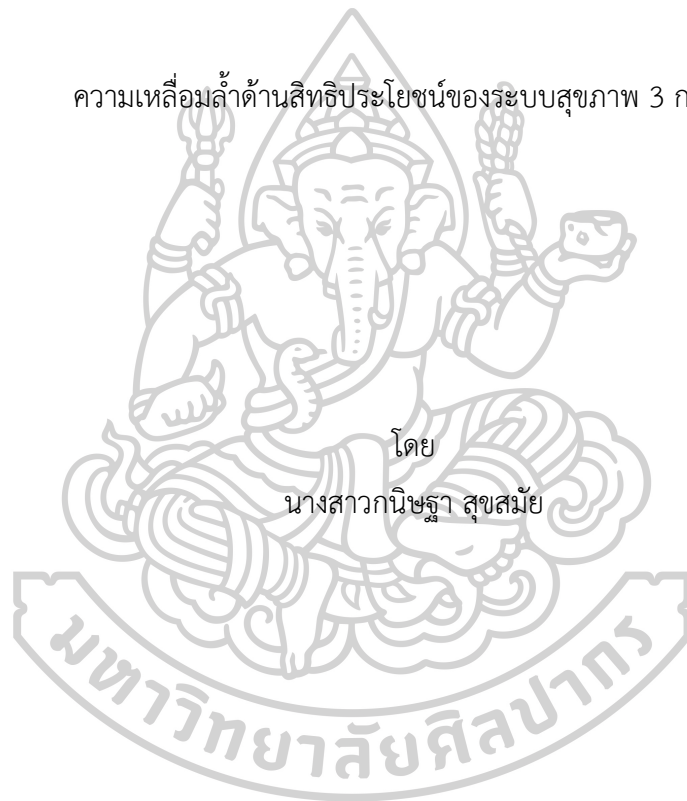 ความเหลื่อมล้ำด้านสิทธิประโยชน์ของระบบสุขภาพ 3
โดย
นางสาวกนิษฐา สุขสมัย
มหาวิทยาลัยศิลปากร